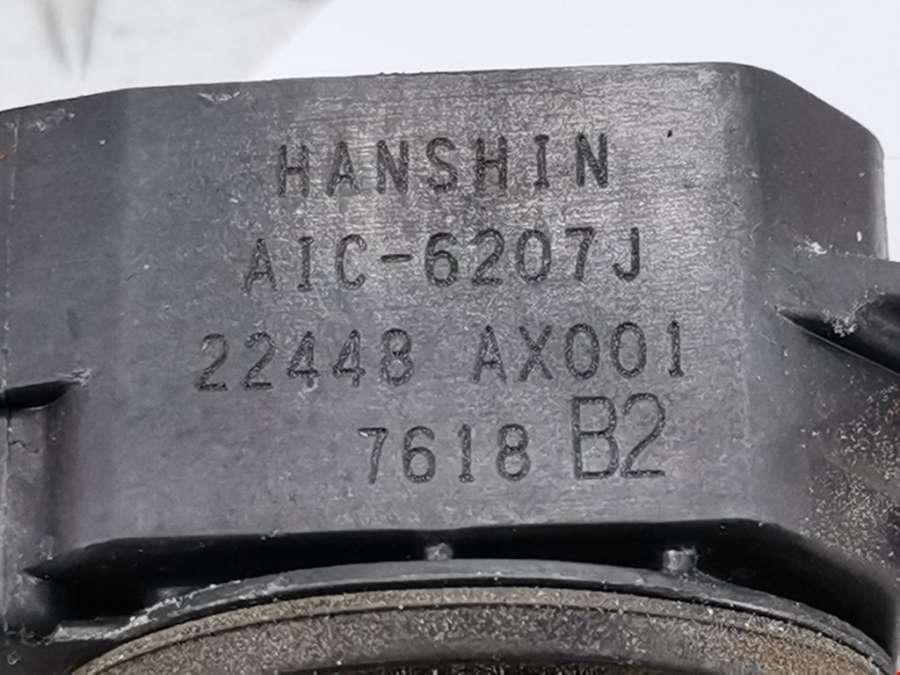 HANSHIN
AIC-6207J
22448 AX001
7618 B2